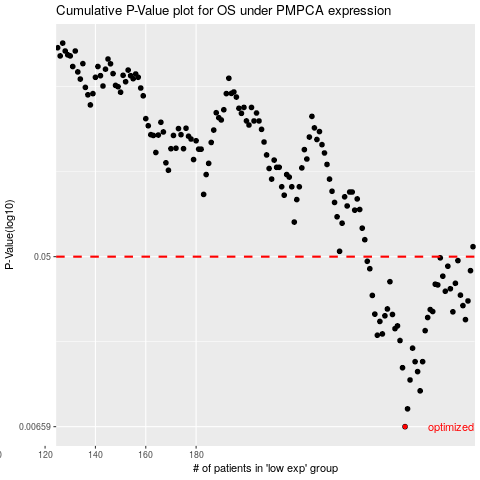 Cumulative P-Value plot for OS under PMPCA expression
P-Value(log10)
0.05
0.00659
optimized
0 120 140 160 180
# of patients in 'low exp' group